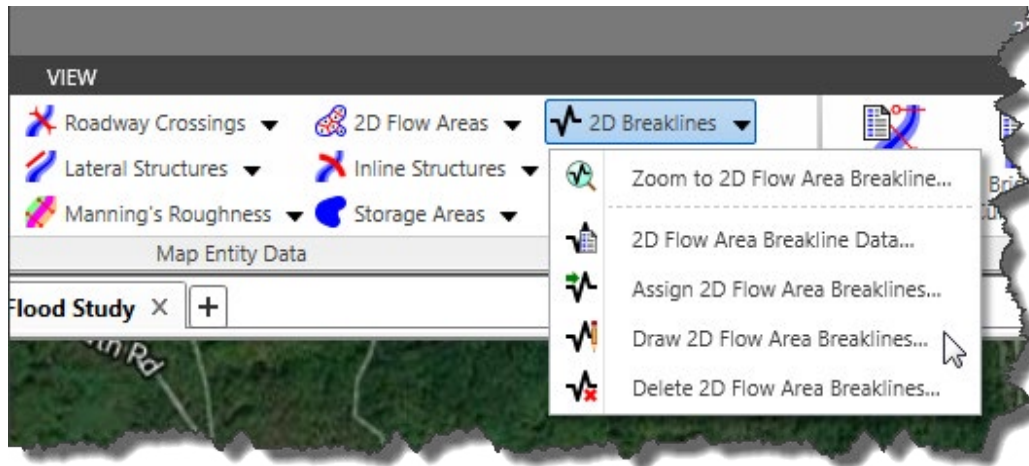 VIEW
Roadway Crossings
2D Flow Areas
2D Breaklines
Lateral Structures
Inline Structures
Manning's Roughness
Storage Areas
Map Entity Data
Zoom to 2D Flow Area Breakline...
2D Flow Area Breakline Data...
Assign 2D Flow Area Breaklines...
Draw 2D Flow Area Breaklines...
Delete 2D Flow Area Breaklines...
Flood Study
Rd